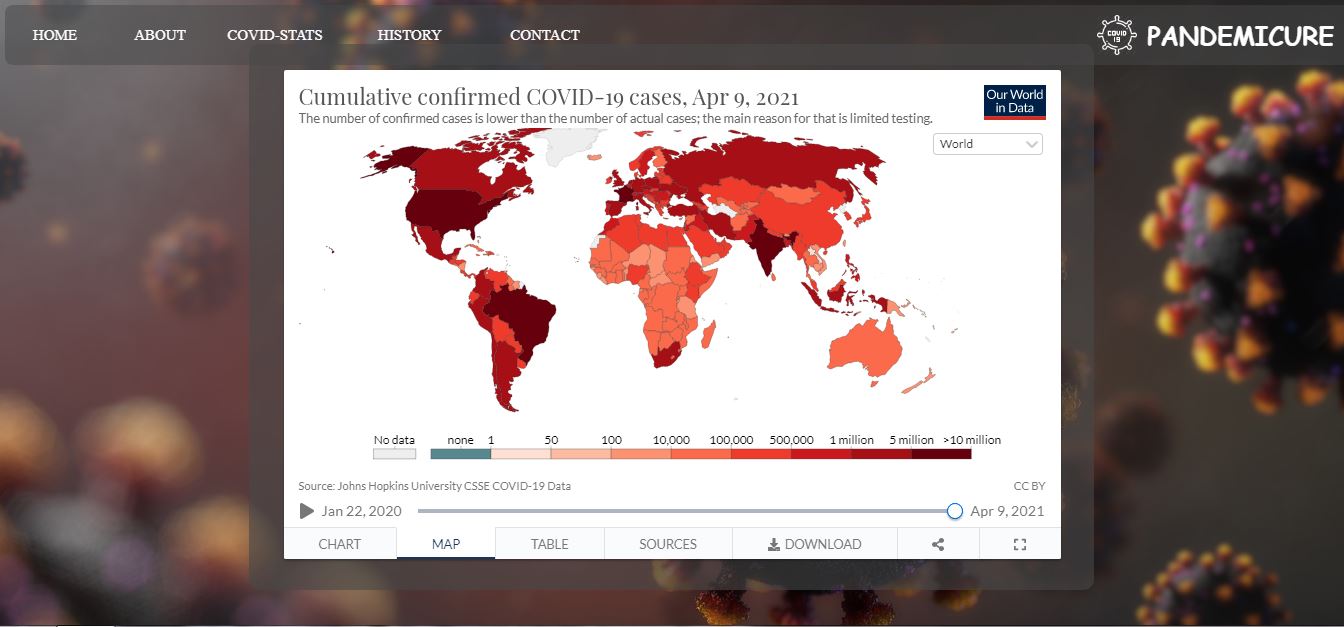 HOME ABOUT COVID-STATS HISTORY CONTACT
COVID
19
PANDEMICURE
Cumulative confirmed COVID-19 cases, Apr 9, 2021
The number of confirmed cases is lower than the number of actual cases; the main reason for that is limited testing.
Our World
in Data
World
No data none 1 50 100 10,000 100,000 500,000 1 million 5 million >10 million
Source: Johns Hopkins University CSSE COVID-19 Data CC BY
Jan 22, 2020 Apr 9, 2021
CHART MAP TABLE SOURCES DOWNLOAD